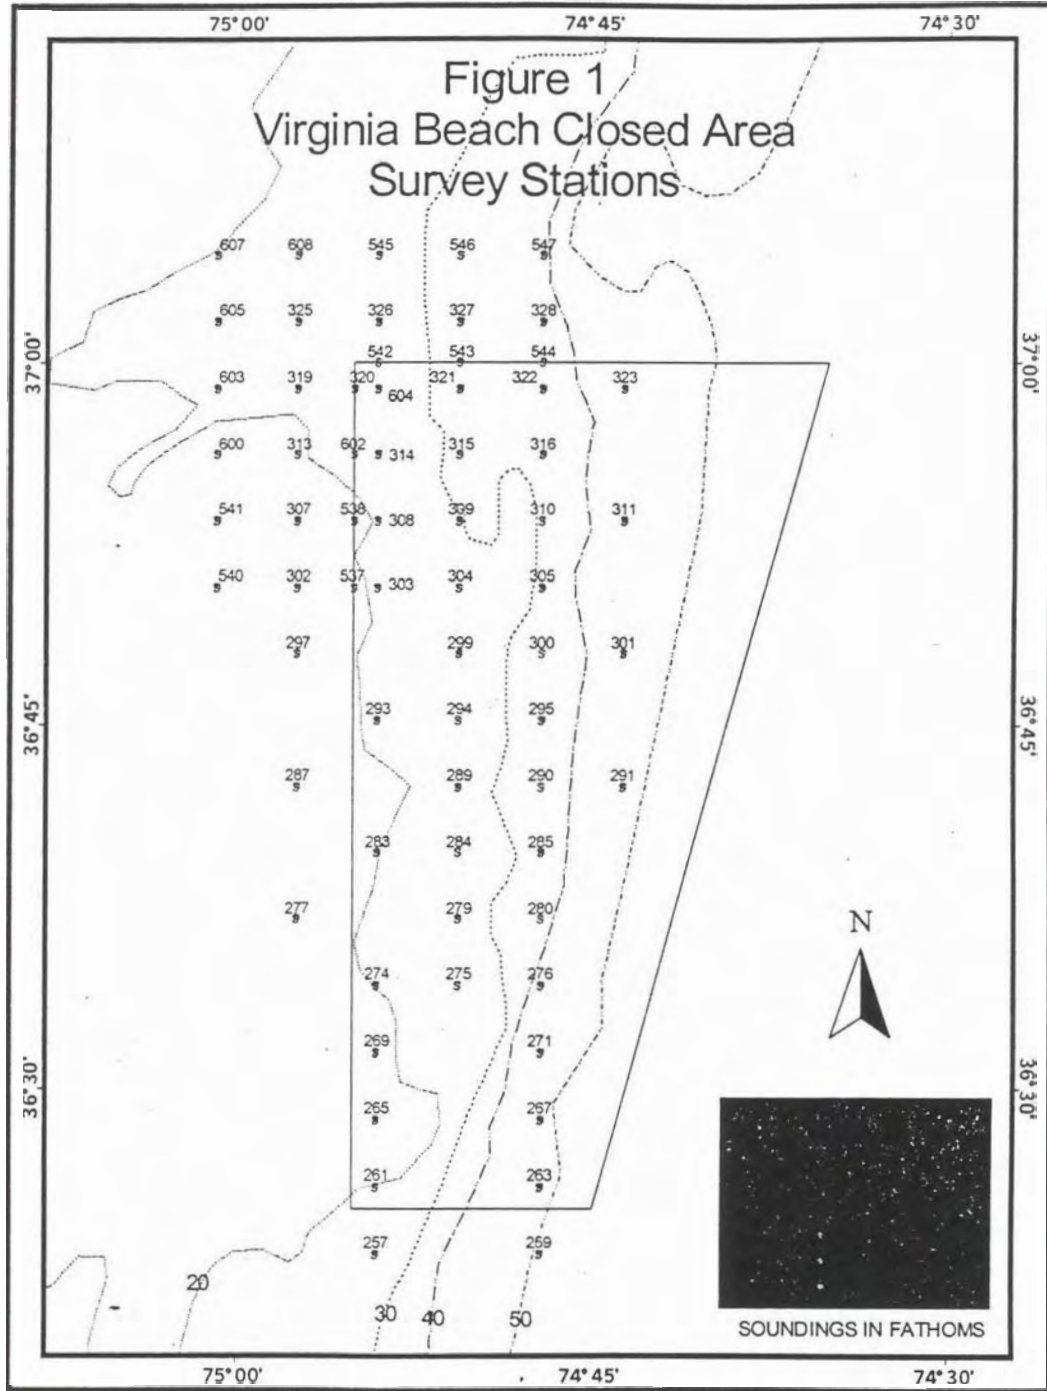 75°00' 74°45' 74°30'
Figure 1
Virginia Beach Closed Area
Survey Stations
607 608 545 546 547
605 325 326 327 328
37°00' 542 543 544 37°00'
603 319 320 604 321 322 323
600 313 602 314 315 316
541 307 538 308 309 310 311
540 302 537 303 304 305
297 299 300 301
293 294 295
36°45' 36°45'
287 289 290 291
283 284 285
277 279 280
N
274 275 276
269 271
36°30' 36°30'
265 267
261 263
257 259
20 30 40 50
SOUNDINGS IN FATHOMS
75°00' 74°45' 74°30'